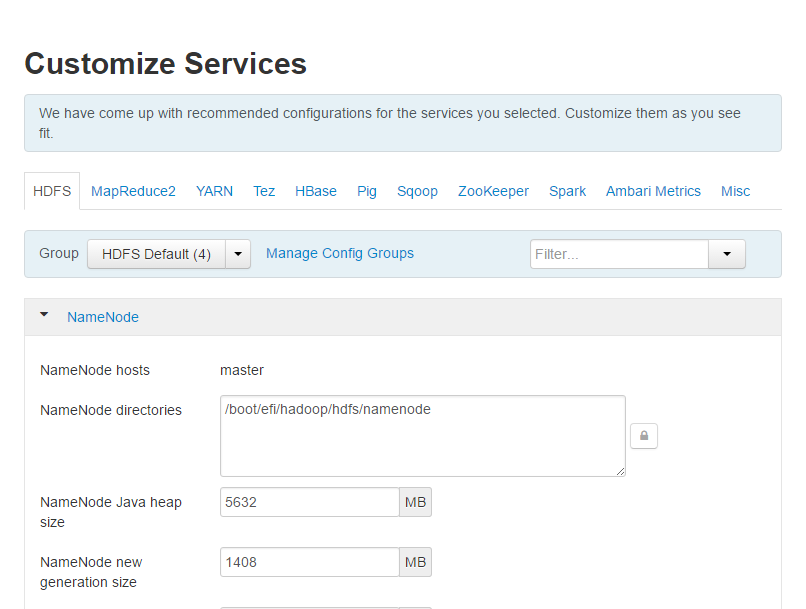 Customize Services
We have come up with recommended configurations for the services you selected. Customize them as you see
fit.
HDFS MapReduce2 YARN Tez HBase Pig Sqoop ZooKeeper Spark Ambari Metrics Misc
Group HDFS Default (4) Manage Config Groups Filter...
NameNode
NameNode hosts master
NameNode directories /boot/efi/hadoop/hdfs/namenode
NameNode Java heap 5632 MB
size
NameNode new 1408 MB
generation size